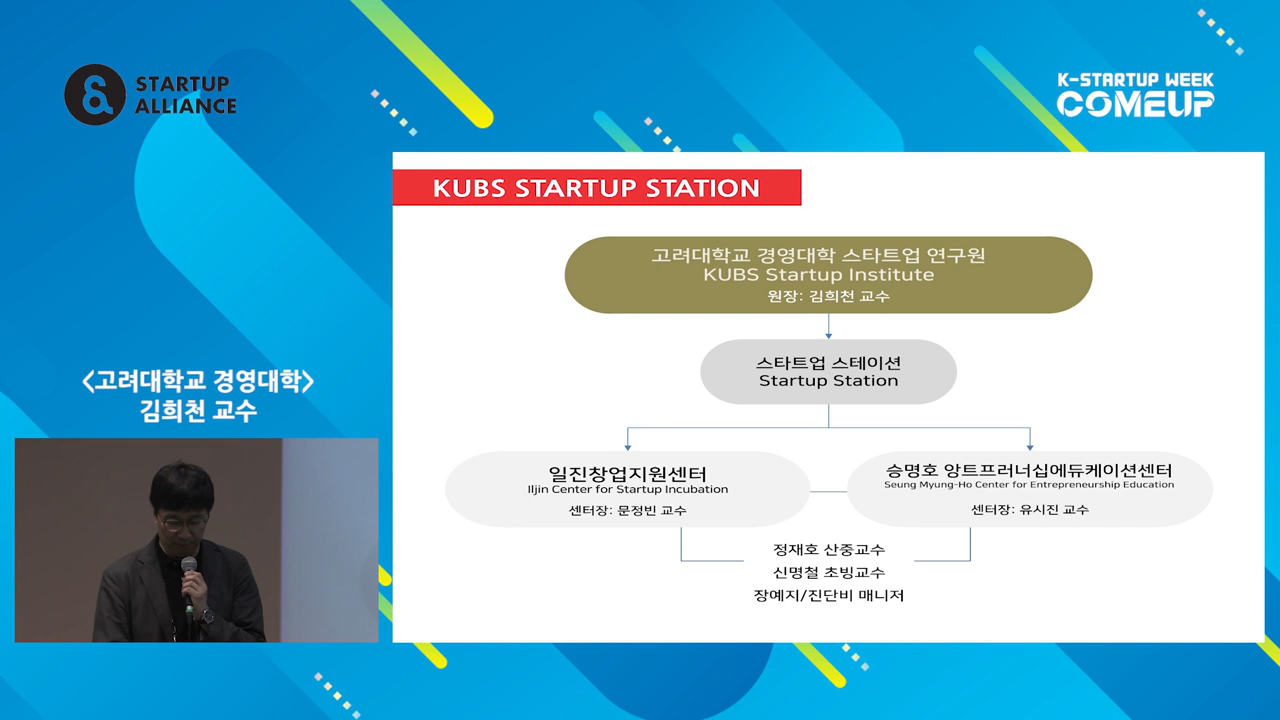 STARTUP
ALLIANCE
K-STARTUP WEEK
COMEUP
KUBS STARTUP STATION
고려대학교 경영대학 스타트업 연구원
KUBS Startup Institute
원장: 김희천 교수
스타트업 스테이션
Startup Station
<고려대학교 경영대학>
김희천 교수
일진창업지원센터
Iljin Center for Startup Incubation
센터장: 문정빈 교수
승명호 앙트프러너십에듀케이션센터
Seung Myung-Ho Center for Entrepreneurship Education
센터장: 유시진 교수
정재호 산중교수
신명철 초빙교수
장예지/진단비 매니저